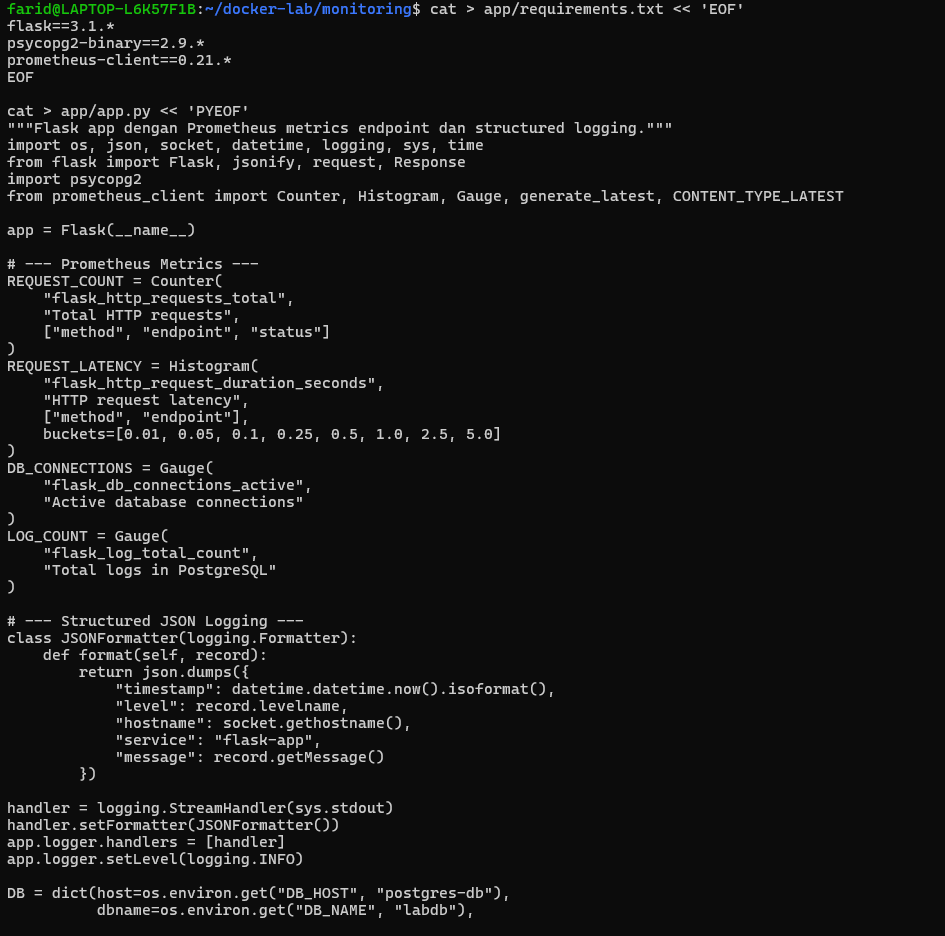 farid@LAPTOP-L6K57F1B:~/docker-lab/monitoring$ cat > app/requirements.txt << 'EOF'
flask==3.1.*
psycopg2-binary==2.9.*
prometheus-client==0.21.*
EOF

cat > app/app.py << 'PYEOF'
"""Flask app dengan Prometheus metrics endpoint dan structured logging."""
import os, json, socket, datetime, logging, sys, time
from flask import Flask, jsonify, request, Response
import psycopg2
from prometheus_client import Counter, Histogram, Gauge, generate_latest, CONTENT_TYPE_LATEST

app = Flask(__name__)

# --- Prometheus Metrics ---
REQUEST_COUNT = Counter(
    "flask_http_requests_total",
    "Total HTTP requests",
    ["method", "endpoint", "status"]
)
REQUEST_LATENCY = Histogram(
    "flask_http_request_duration_seconds",
    "HTTP request latency",
    ["method", "endpoint"],
    buckets=[0.01, 0.05, 0.1, 0.25, 0.5, 1.0, 2.5, 5.0]
)
DB_CONNECTIONS = Gauge(
    "flask_db_connections_active",
    "Active database connections"
)
LOG_COUNT = Gauge(
    "flask_log_total_count",
    "Total logs in PostgreSQL"
)

# --- Structured JSON Logging ---
class JSONFormatter(logging.Formatter):
    def format(self, record):
        return json.dumps({
            "timestamp": datetime.datetime.now().isoformat(),
            "level": record.levelname,
            "hostname": socket.gethostname(),
            "service": "flask-app",
            "message": record.getMessage()
        })

handler = logging.StreamHandler(sys.stdout)
handler.setFormatter(JSONFormatter())
app.logger.handlers = [handler]
app.logger.setLevel(logging.INFO)

DB = dict(host=os.environ.get("DB_HOST", "postgres-db"),
          dbname=os.environ.get("DB_NAME", "labdb"),